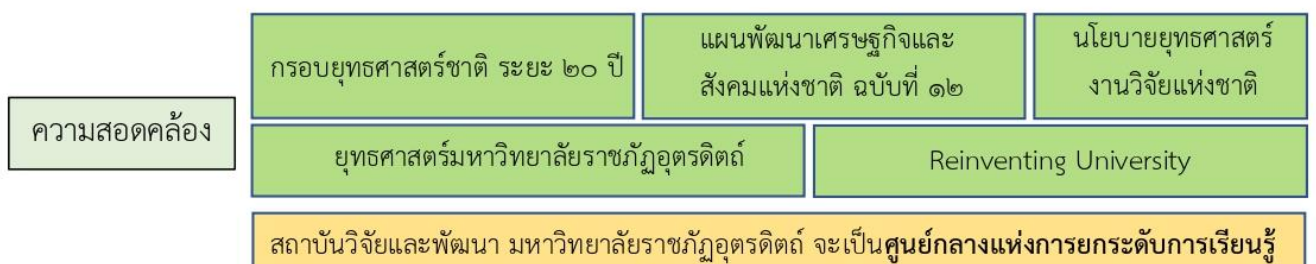 กรอบยุทธศาสตร์ชาติ ระยะ ๒๐ ปี
แผนพัฒนาเศรษฐกิจและ
สังคมแห่งชาติ ฉบับที่ ๑๒
นโยบายยุทธศาสตร์
งานวิจัยแห่งชาติ
ความสอดคล้อง
ยุทธศาสตร์มหาวิทยาลัยราชภัฏอุตรดิตถ์
Reinventing University
สถาบันวิจัยและพัฒนา มหาวิทยาลัยราชภัฏอุตรดิตถ์ จะเป็นศูนย์กลางแห่งการยกระดับการเรียนรู้